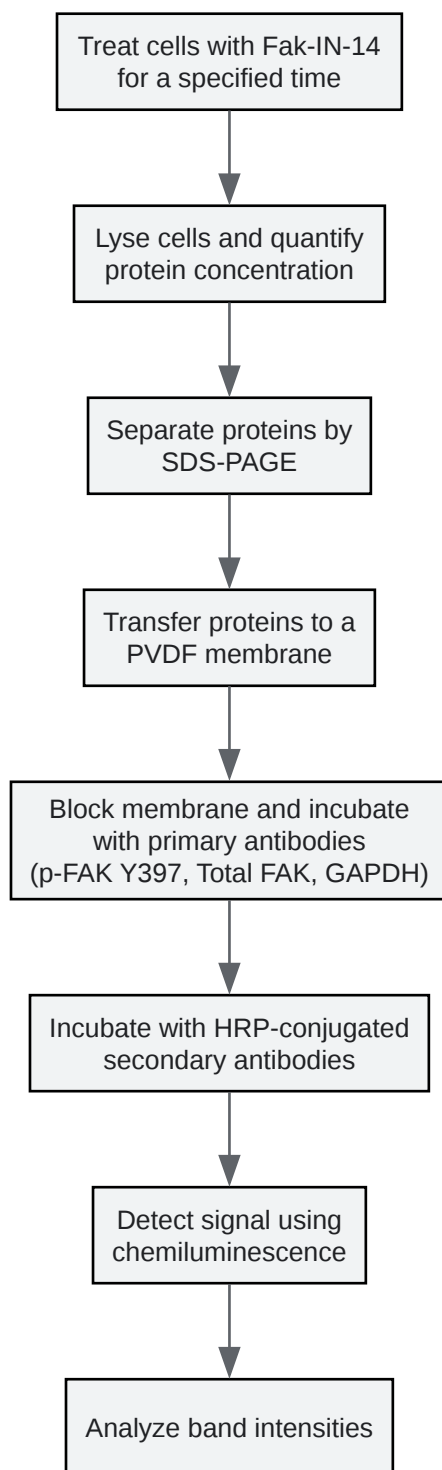 Treat cells with Fak-IN-14
for a specified time
Lyse cells and quantify
protein concentration
Separate proteins by
SDS-PAGE
Transfer proteins to a
PVDF membrane
Block membrane and incubate
with primary antibodies
(p-FAK Y397, Total FAK, GAPDH)
Incubate with HRP-conjugated
secondary antibodies
Detect signal using
chemiluminescence
Analyze band intensities